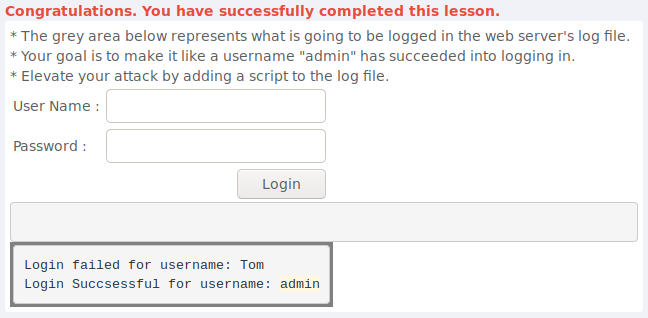 Congratulations. You have successfully completed this lesson.
* The grey area below represents what is going to be logged in the web server's log file.
* Your goal is to make it like a username "admin" has succeeded into logging in.
* Elevate your attack by adding a script to the log file.
User Name :
Password :
Login
Login failed for username: Tom
Login Succsessful for username: admin